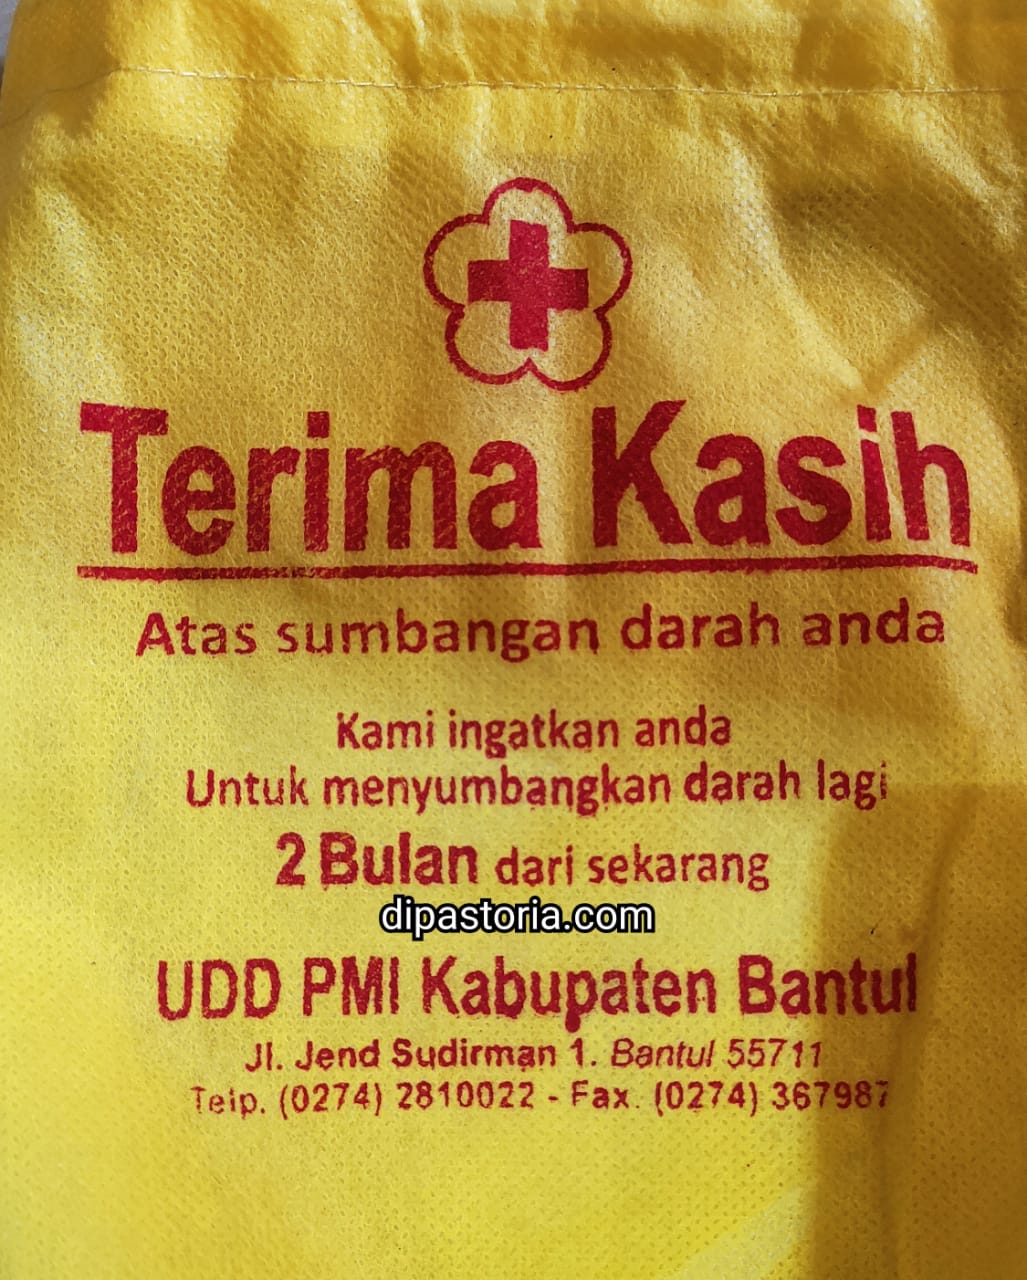 Terima Kasih
Atas sumbangan darah anda
Kami ingatkan anda
Untuk menyumbangkan darah lagi
2 Bulan dari sekarang
dipastoria.com
UDD PMI Kabupaten Bantul
Jl. Jend Sudirman 1. Bantul 55711
Telp. (0274) 2810022 - Fax. (0274) 367987